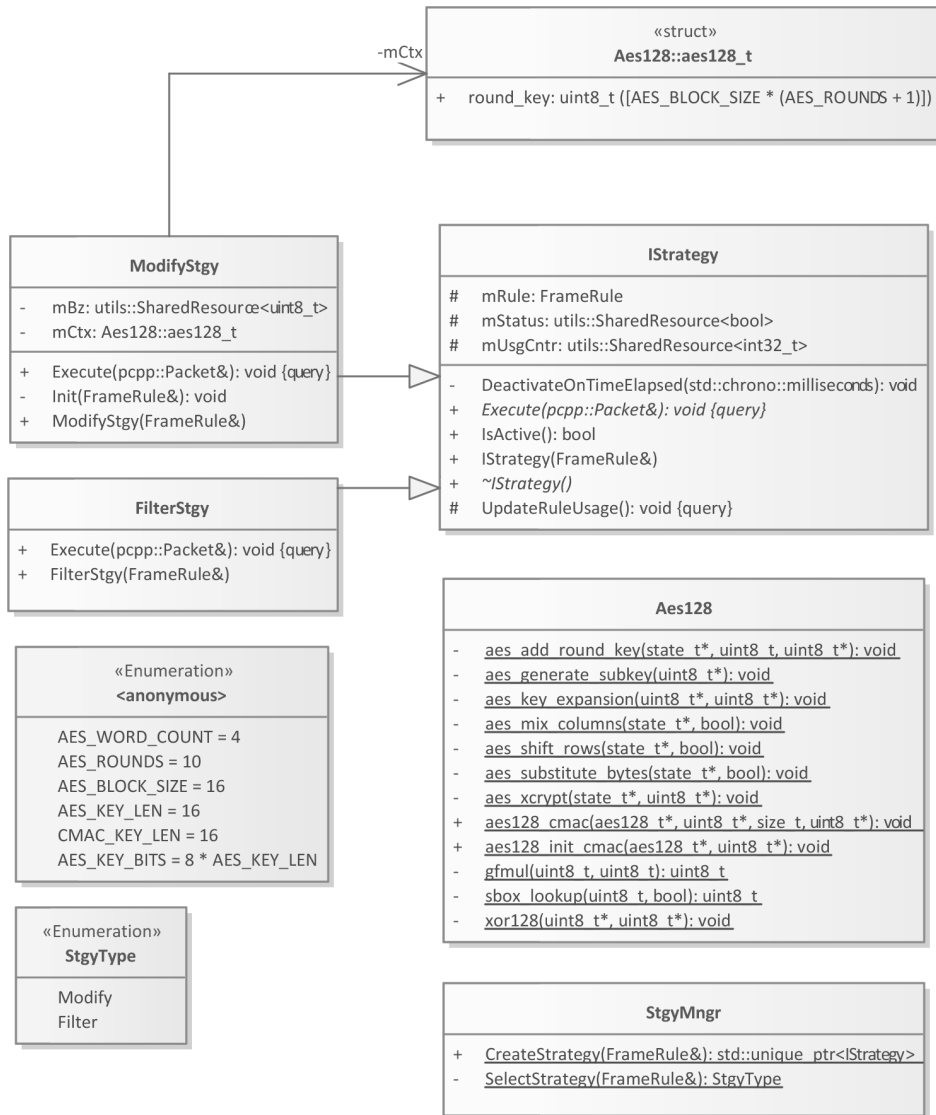 «struct»
Aes128::aes128_t
-mCtx
+ round_key: uint8_t ([AES_BLOCK_SIZE * (AES_ROUNDS + 1)])
ModifyStgy
- mBz: utils::SharedResource<uint8_t>
- mCtx: Aes128::aes128_t
+ Execute(pcpp::Packet&): void {query}
- Init(FrameRule&): void
+ ModifyStgy(FrameRule&)
IStrategy
# mRule: FrameRule
# mStatus: utils::SharedResource<bool>
# mUsgCntr: utils::SharedResource<int32_t>
- DeactivateOnTimeElapsed(std::chrono::milliseconds): void
+ Execute(pcpp::Packet&): void {query}
+ IsActive(): bool
+ IStrategy(FrameRule&)
+ ~IStrategy()
# UpdateRuleUsage(): void {query}
FilterStgy
+ Execute(pcpp::Packet&): void {query}
+ FilterStgy(FrameRule&)
Aes128
- aes_add_round_key(state_t*, uint8_t, uint8_t*): void
- aes_generate_subkey(uint8_t*): void
- aes_key_expansion(uint8_t*, uint8_t*): void
- aes_mix_columns(state_t*, bool): void
- aes_shift_rows(state_t*, bool): void
- aes_substitute_bytes(state_t*, bool): void
- aes_xcrypt(state_t*, uint8_t*): void
+ aes128_cmac(aes128_t*, uint8_t*, size_t, uint8_t*): void
+ aes128_init_cmac(aes128_t*, uint8_t*): void
- gfmul(uint8_t, uint8_t): uint8_t
- sbox_lookup(uint8_t, bool): uint8_t
- xor128(uint8_t*, uint8_t*): void
«Enumeration»
<anonymous>
AES_WORD_COUNT = 4
AES_ROUNDS = 10
AES_BLOCK_SIZE = 16
AES_KEY_LEN = 16
CMAC_KEY_LEN = 16
AES_KEY_BITS = 8 * AES_KEY_LEN
«Enumeration»
StgyType
Modify
Filter
StgyMngr
+ CreateStrategy(FrameRule&): std::unique_ptr<IStrategy>
- SelectStrategy(FrameRule&): StgyType